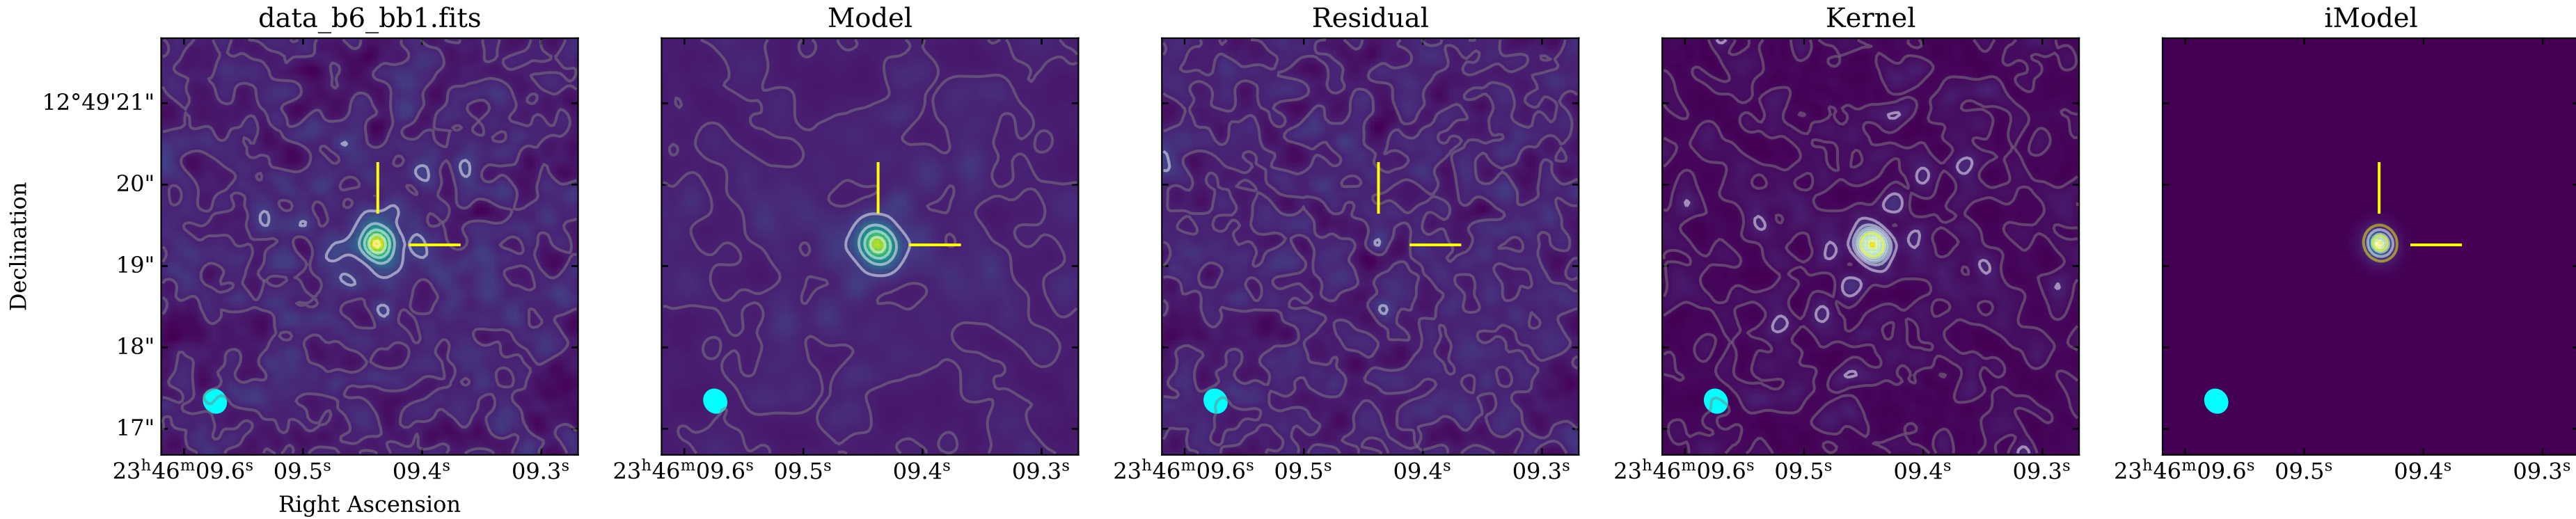 data_b6_bb1.fits Model Residual Kernel iModel
12°49'21"
20"
19"
18"
17"
Declination
23ʰ46ᵐ09.6ˢ 09.5ˢ 09.4ˢ 09.3ˢ 23ʰ46ᵐ09.6ˢ 09.5ˢ 09.4ˢ 09.3ˢ 23ʰ46ᵐ09.6ˢ 09.5ˢ 09.4ˢ 09.3ˢ 23ʰ46ᵐ09.6ˢ 09.5ˢ 09.4ˢ 09.3ˢ 23ʰ46ᵐ09.6ˢ 09.5ˢ 09.4ˢ 09.3ˢ
Right Ascension